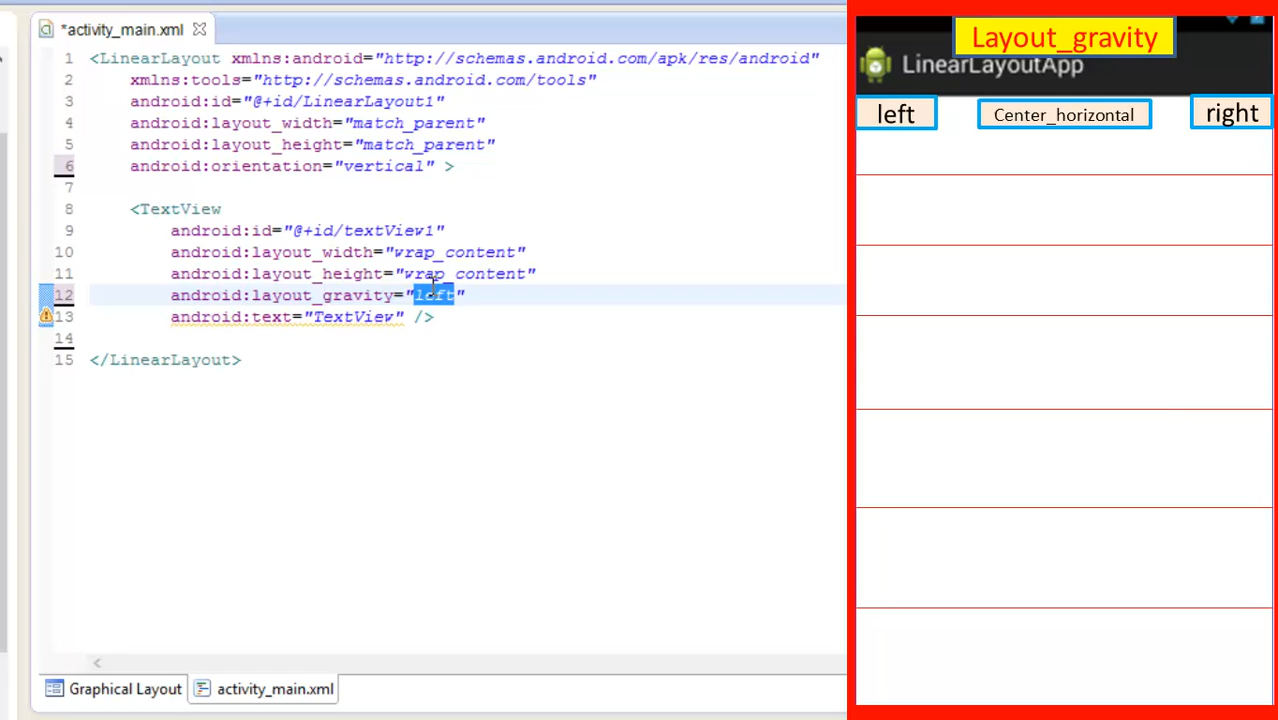 *activity_main.xml
1 <LinearLayout xmlns:android="http://schemas.android.com/apk/res/android"
2 xmlns:tools="http://schemas.android.com/tools"
3 android:id="@+id/LinearLayout1"
4 android:layout_width="match_parent"
5 android:layout_height="match_parent"
6 android:orientation="vertical" >
7
8 <TextView
9 android:id="@+id/textView1"
10 android:layout_width="wrap_content"
11 android:layout_height="wrap_content"
12 android:layout_gravity="left"
13 android:text="TextView" />
14
15 </LinearLayout>
Graphical Layout
activity_main.xml
Layout_gravity
LinearLayoutApp
left Center_horizontal right